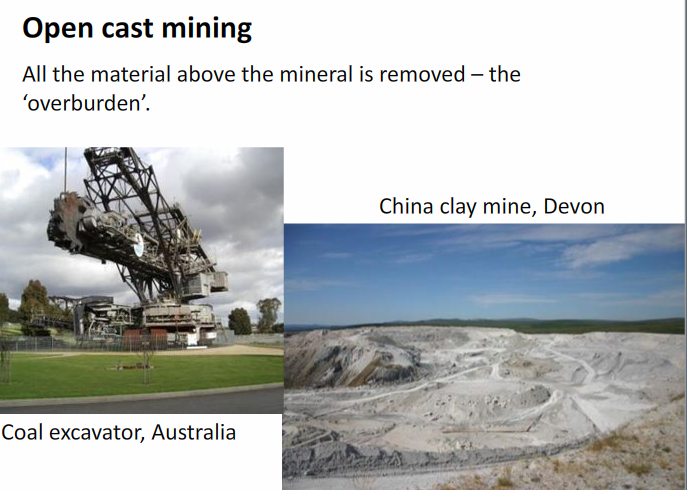 Open cast mining
All the material above the mineral is removed – the
‘overburden’.
China clay mine, Devon
Coal excavator, Australia